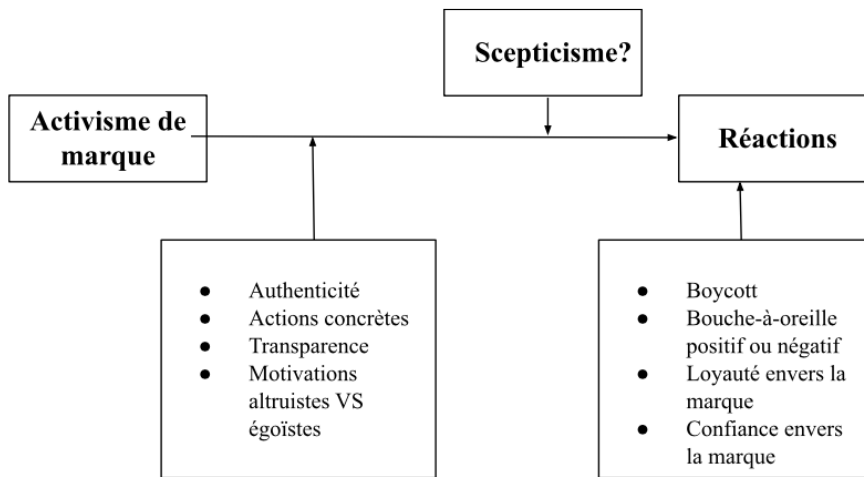 Scepticisme?
Activisme de
marque
Réactions
● Authenticité
● Actions concrètes
● Transparence
● Motivations
altruistes VS
égoïstes
● Boycott
● Bouche-à-oreille
positif ou négatif
● Loyauté envers la
marque
● Confiance envers
la marque